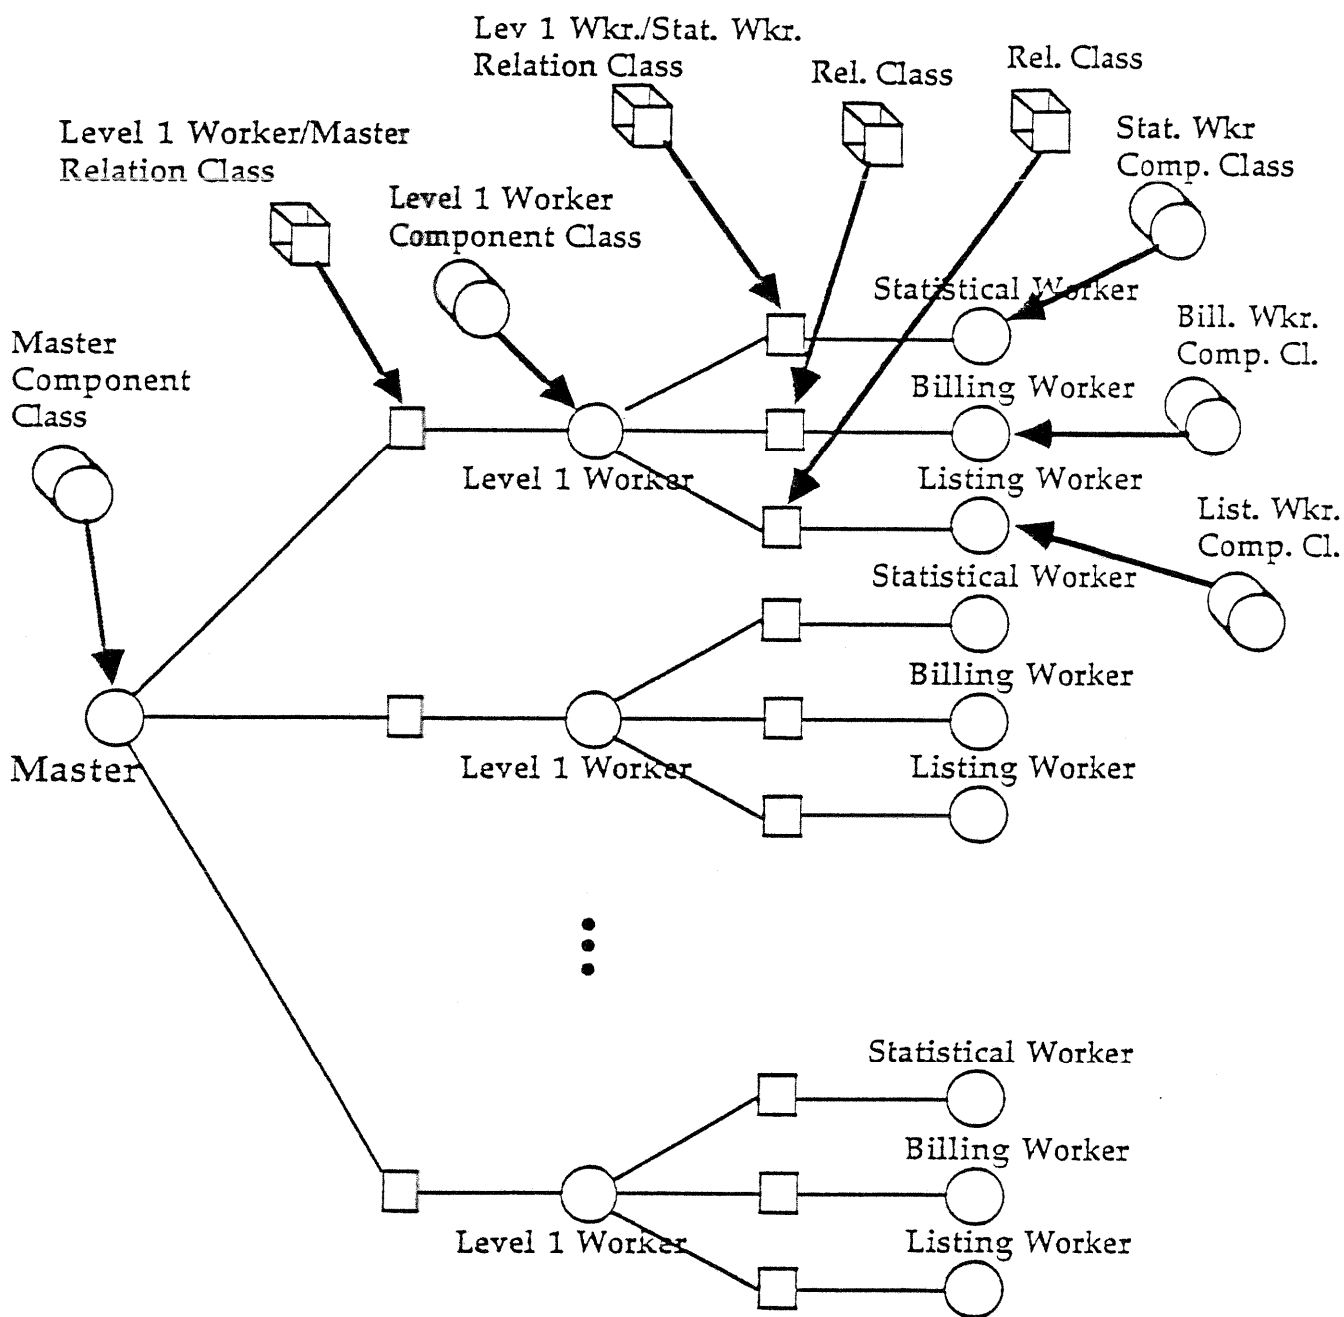 Lev 1 Wkr./Stat. Wkr.
Relation Class
Rel. Class
Rel. Class
Level 1 Worker/Master
Relation Class
Stat. Wkr
Comp. Class
Level 1 Worker
Component Class
Statistical Worker
Bill. Wkr.
Comp. Cl.
Master
Component
Class
Billing Worker
Level 1 Worker
Listing Worker
List. Wkr.
Comp. Cl.
Statistical Worker
Billing Worker
Master
Level 1 Worker
Listing Worker
Statistical Worker
Billing Worker
Level 1 Worker
Listing Worker